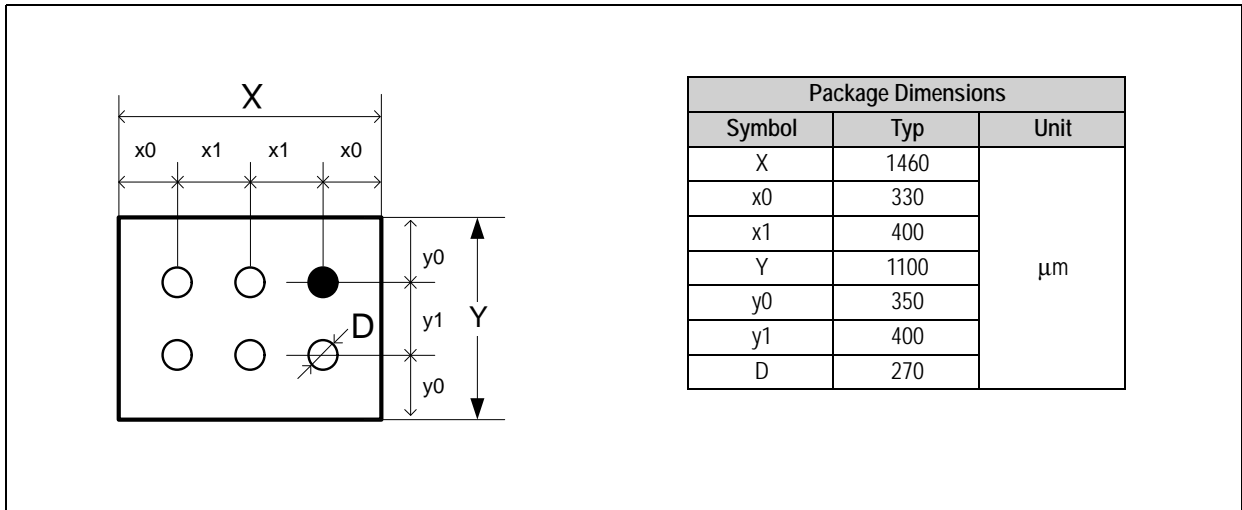 X
x0 x1 x1 x0
y0
y1
Y
D
y0
Package Dimensions
Symbol Typ Unit
X 1460
x0 330
x1 400
Y 1100 μm
y0 350
y1 400
D 270